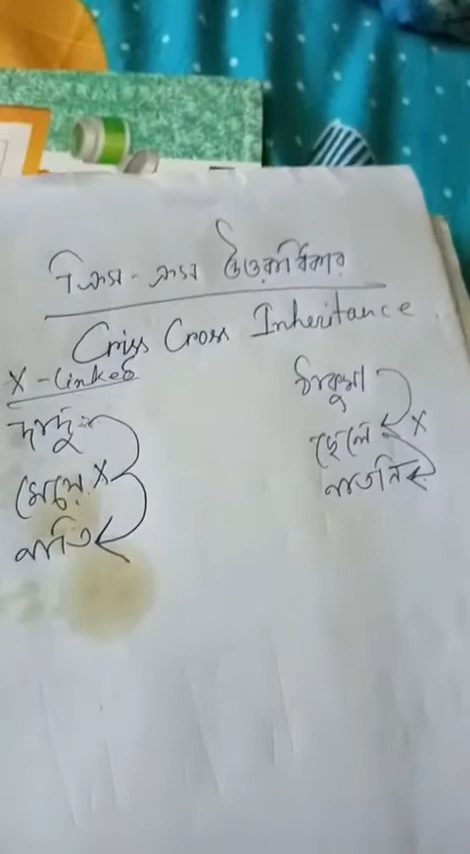 ক্রিস-ক্রস উত্তরাধিকার
Criss Cross Inheritance
X-Linked
দাদু
মেয়ে X
নাতি
ঠাকুমা
ছেলে X
নাতনি